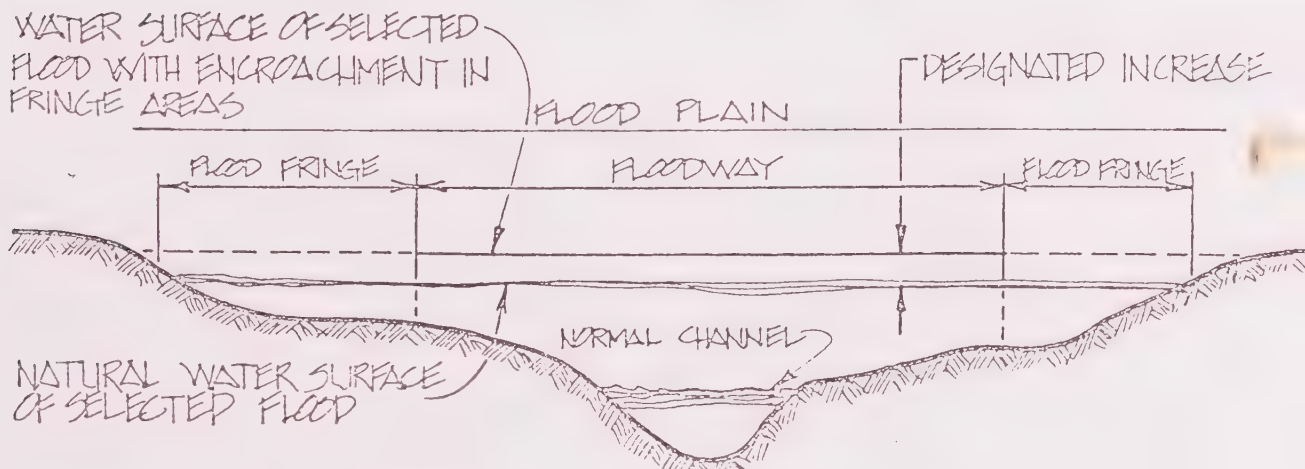 WATER SURFACE OF SELECTED
FLOOD WITH ENCROACHMENT IN
FRINGE AREAS
DESIGNATED INCREASE
FLOOD PLAIN
FLOOD FRINGE
FLOODWAY
FLOOD FRINGE
NORMAL CHANNEL
NATURAL WATER SURFACE
OF SELECTED FLOOD